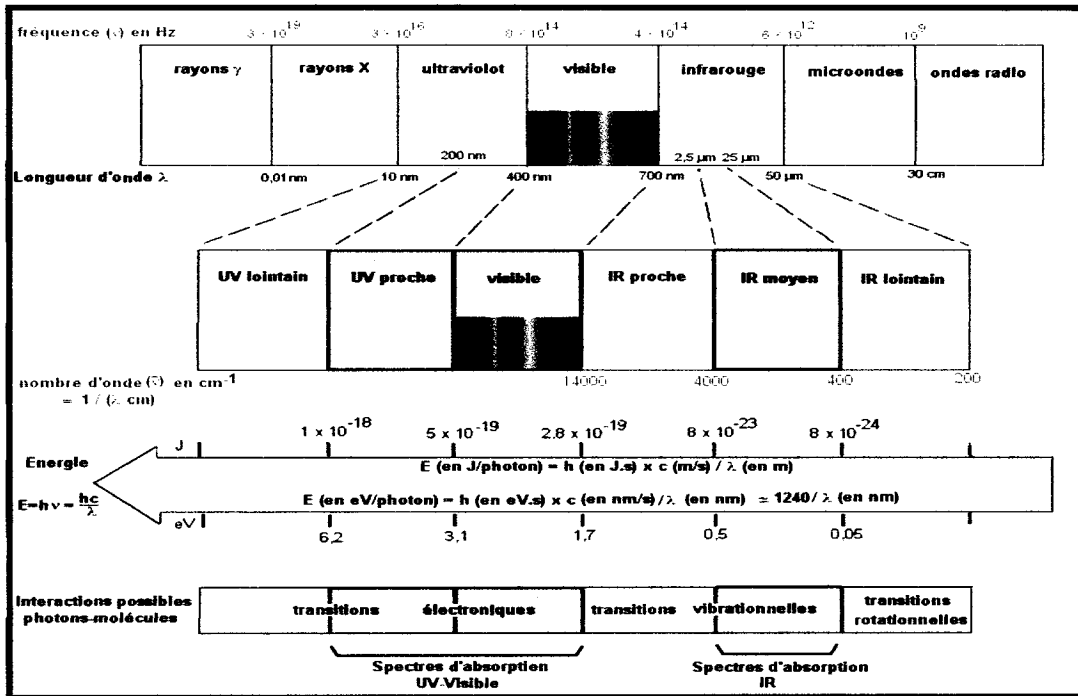 fréquence (ν) en Hz
3 × 10^19 3 × 10^16 8 × 10^14 4 × 10^14 6 × 10^12 10^9
rayons γ rayons X ultraviolot visible infrarouge microondes ondes radio
200 nm 2,5 µm 25 µm
Longueur d'onde λ 0,01 nm 10 nm 400 nm 700 nm 50 µm 30 cm
UV lointain UV proche visible IR proche IR moyen IR lointain
nombre d'onde (ν̄) en cm-1 14000 4000 400 200
= 1 / (λ cm)
1 x 10^-18 5 x 10^-19 2.8 x 10^-19 8 x 10^-23 8 x 10^-24
J
Energie
E (en J/photon) = h (en J.s) x c (m/s) / λ (en m)
E=hν = hc/λ
E (en eV/photon) = h (en eV.s) x c (en nm/s)/λ (en nm) ≃ 1240/λ (en nm)
eV
6,2 3,1 1,7 0,5 0,05
Interactions possibles
photons-molécules
transitions électroniques transitions vibrationnelles transitions
rotationnelles
Spectres d'absorption Spectres d'absorption
UV-Visible IR